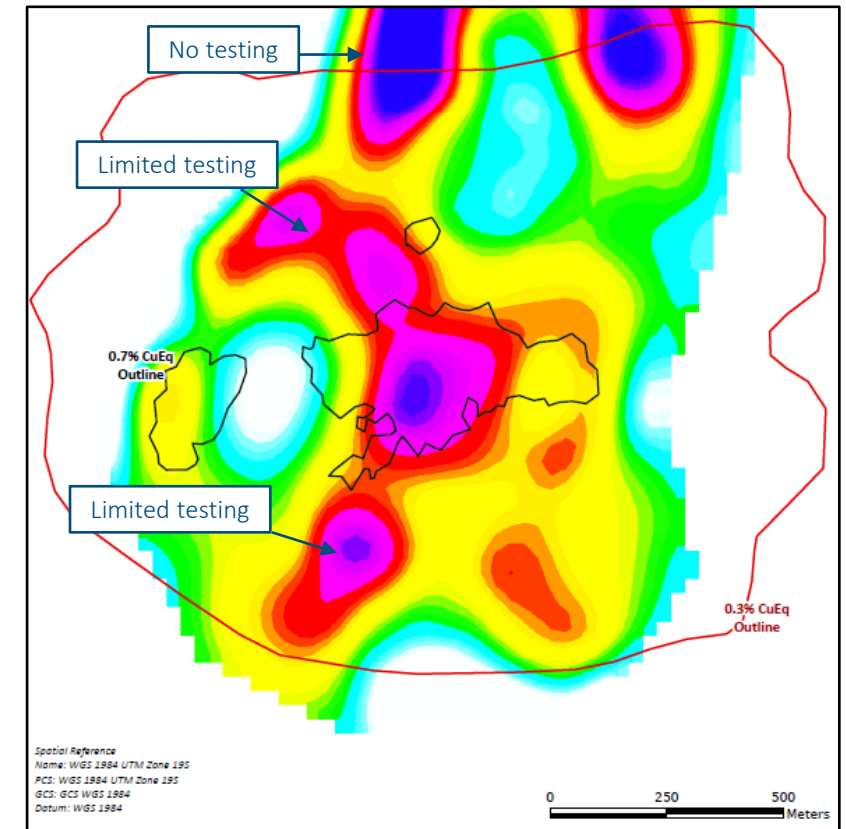 No testing
Limited testing
0.7% CuEq
Outline
Limited testing
0.3% CuEq
Outline
Spatial Reference
Name: WGS 1984 UTM Zone 19S
PCS: WGS 1984 UTM Zone 19S
GCS: GCS WGS 1984
Datum: WGS 1984
0 250 500
Meters